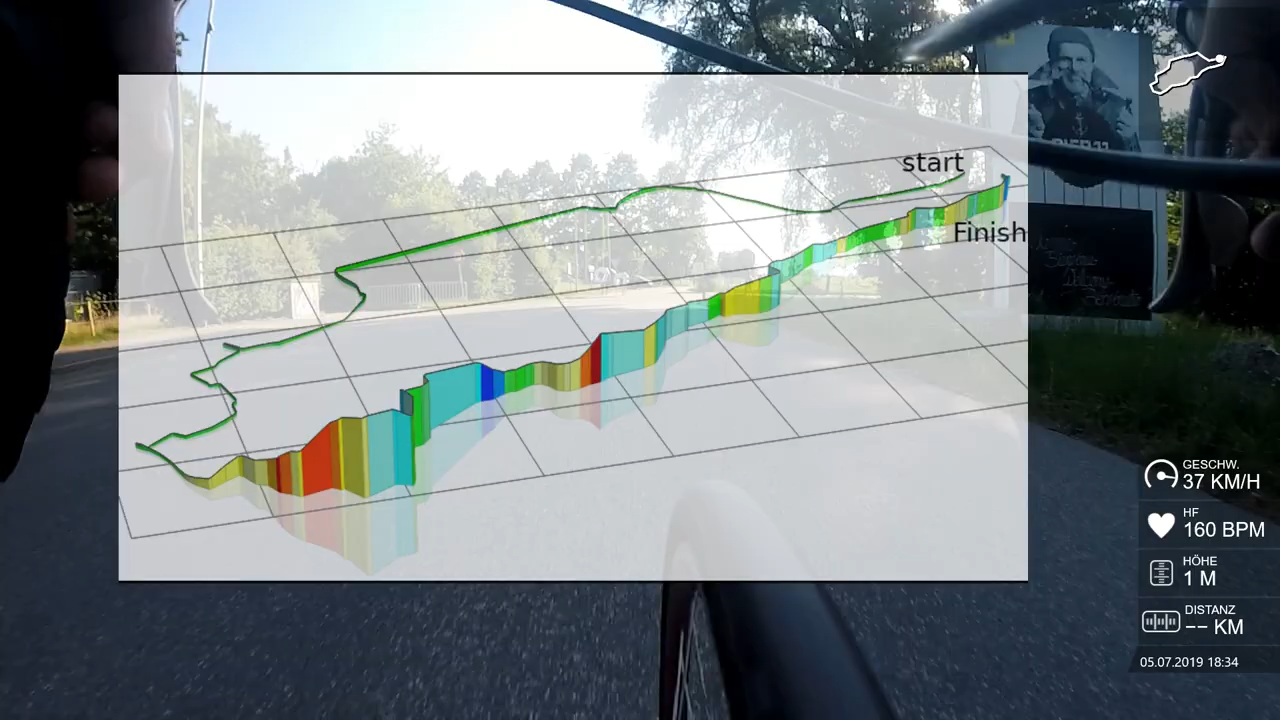 start
Finish
GESCHW.
37 KM/H
HF
160 BPM
HÖHE
1 M
DISTANZ
-- KM
05.07.2019 18:34